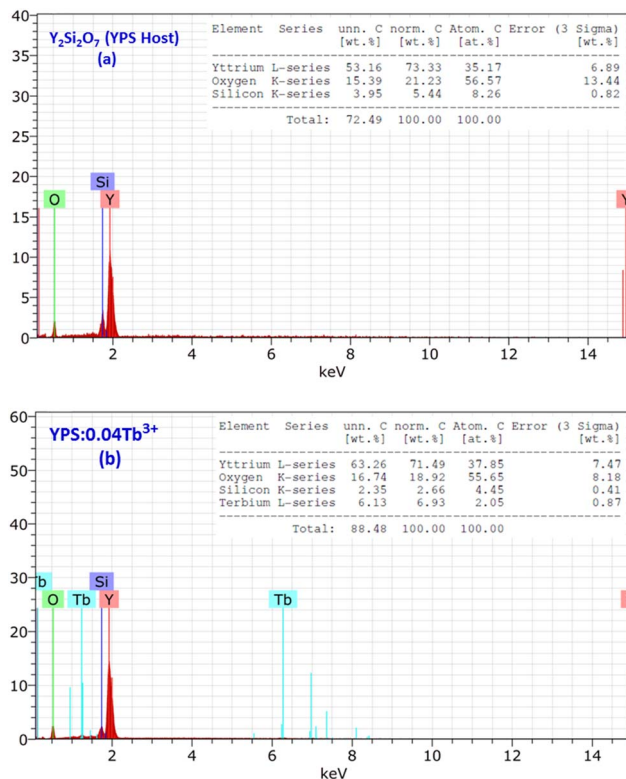 40
Y₂Si₂O₇ (YPS Host)
(a)
Element Series unn. C norm. C Atom. C Error (3 Sigma)
[wt.%] [wt.%] [at.%] [wt.%]
Yttrium L-series 53.16 73.33 35.17 6.89
Oxygen K-series 15.39 21.23 56.57 13.44
Silicon K-series 3.95 5.44 8.26 0.82
Total: 72.49 100.00 100.00
35
30
25
20
15
10
5
0
O Si Y Y
2 4 6 8 10 12 14
keV
60
YPS:0.04Tb³⁺
(b)
Element Series unn. C norm. C Atom. C Error (3 Sigma)
[wt.%] [wt.%] [at.%] [wt.%]
Yttrium L-series 63.26 71.49 37.85 7.47
Oxygen K-series 16.74 18.92 55.65 8.18
Silicon K-series 2.35 2.66 4.45 0.41
Terbium L-series 6.13 6.93 2.05 0.87
Total: 88.48 100.00 100.00
50
40
30
20
10
0
b Si
O Tb Y Tb
2 4 6 8 10 12 14
keV